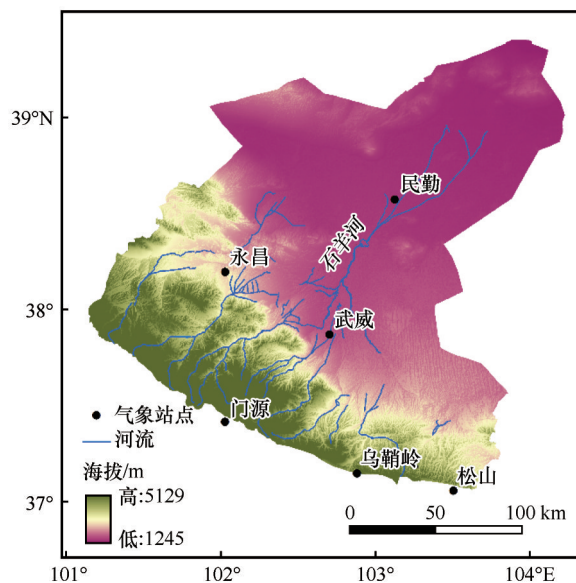 39°N
民勤
石羊河
永昌
38°
武威
气象站点
门源
河流
乌鞘岭
海拔/m
松山
高:5129
37°
0 50 100 km
低:1245
101° 102° 103° 104°E